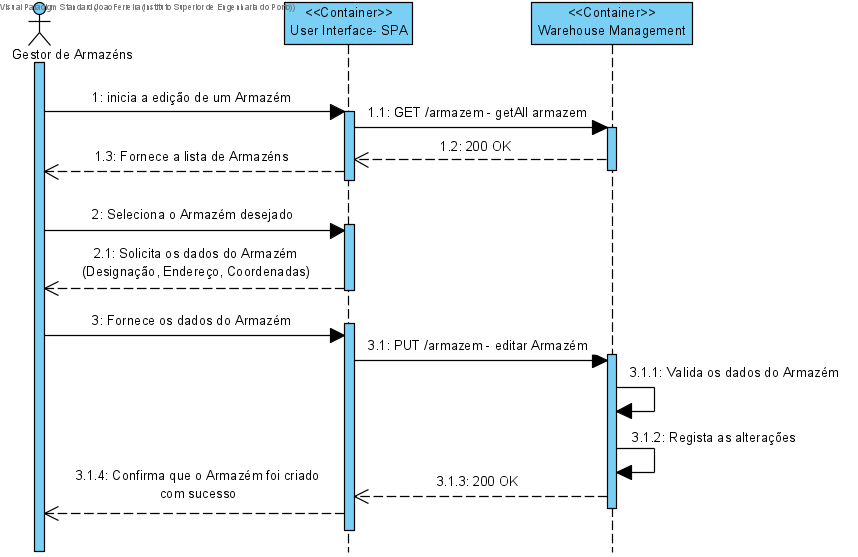 Visual Paradigm Standard(Joao Ferreira(Instituto Superior de Engenharia do Porto))
<<Container>>
User Interface- SPA
<<Container>>
Warehouse Management
Gestor de Armazéns
1: inicia a edição de um Armazém
1.1: GET /armazem - getAll armazem
1.2: 200 OK
1.3: Fornece a lista de Armazéns
2: Seleciona o Armazém desejado
2.1: Solicita os dados do Armazém
(Designação, Endereço, Coordenadas)
3: Fornece os dados do Armazém
3.1: PUT /armazem - editar Armazém
3.1.1: Valida os dados do Armazém
3.1.2: Regista as alterações
3.1.3: 200 OK
3.1.4: Confirma que o Armazém foi criado
com sucesso